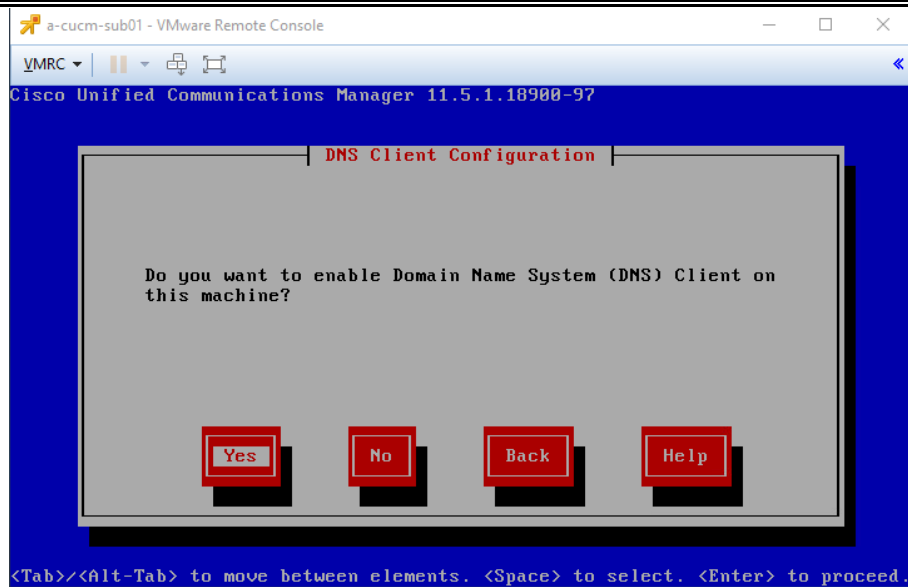 a-cucm-sub01 - VMware Remote Console
VMRC
Cisco Unified Communications Manager 11.5.1.18900-97
DNS Client Configuration
Do you want to enable Domain Name System (DNS) Client on
this machine?
Yes No Back Help
<Tab>/<Alt-Tab> to move between elements. <Space> to select. <Enter> to proceed.